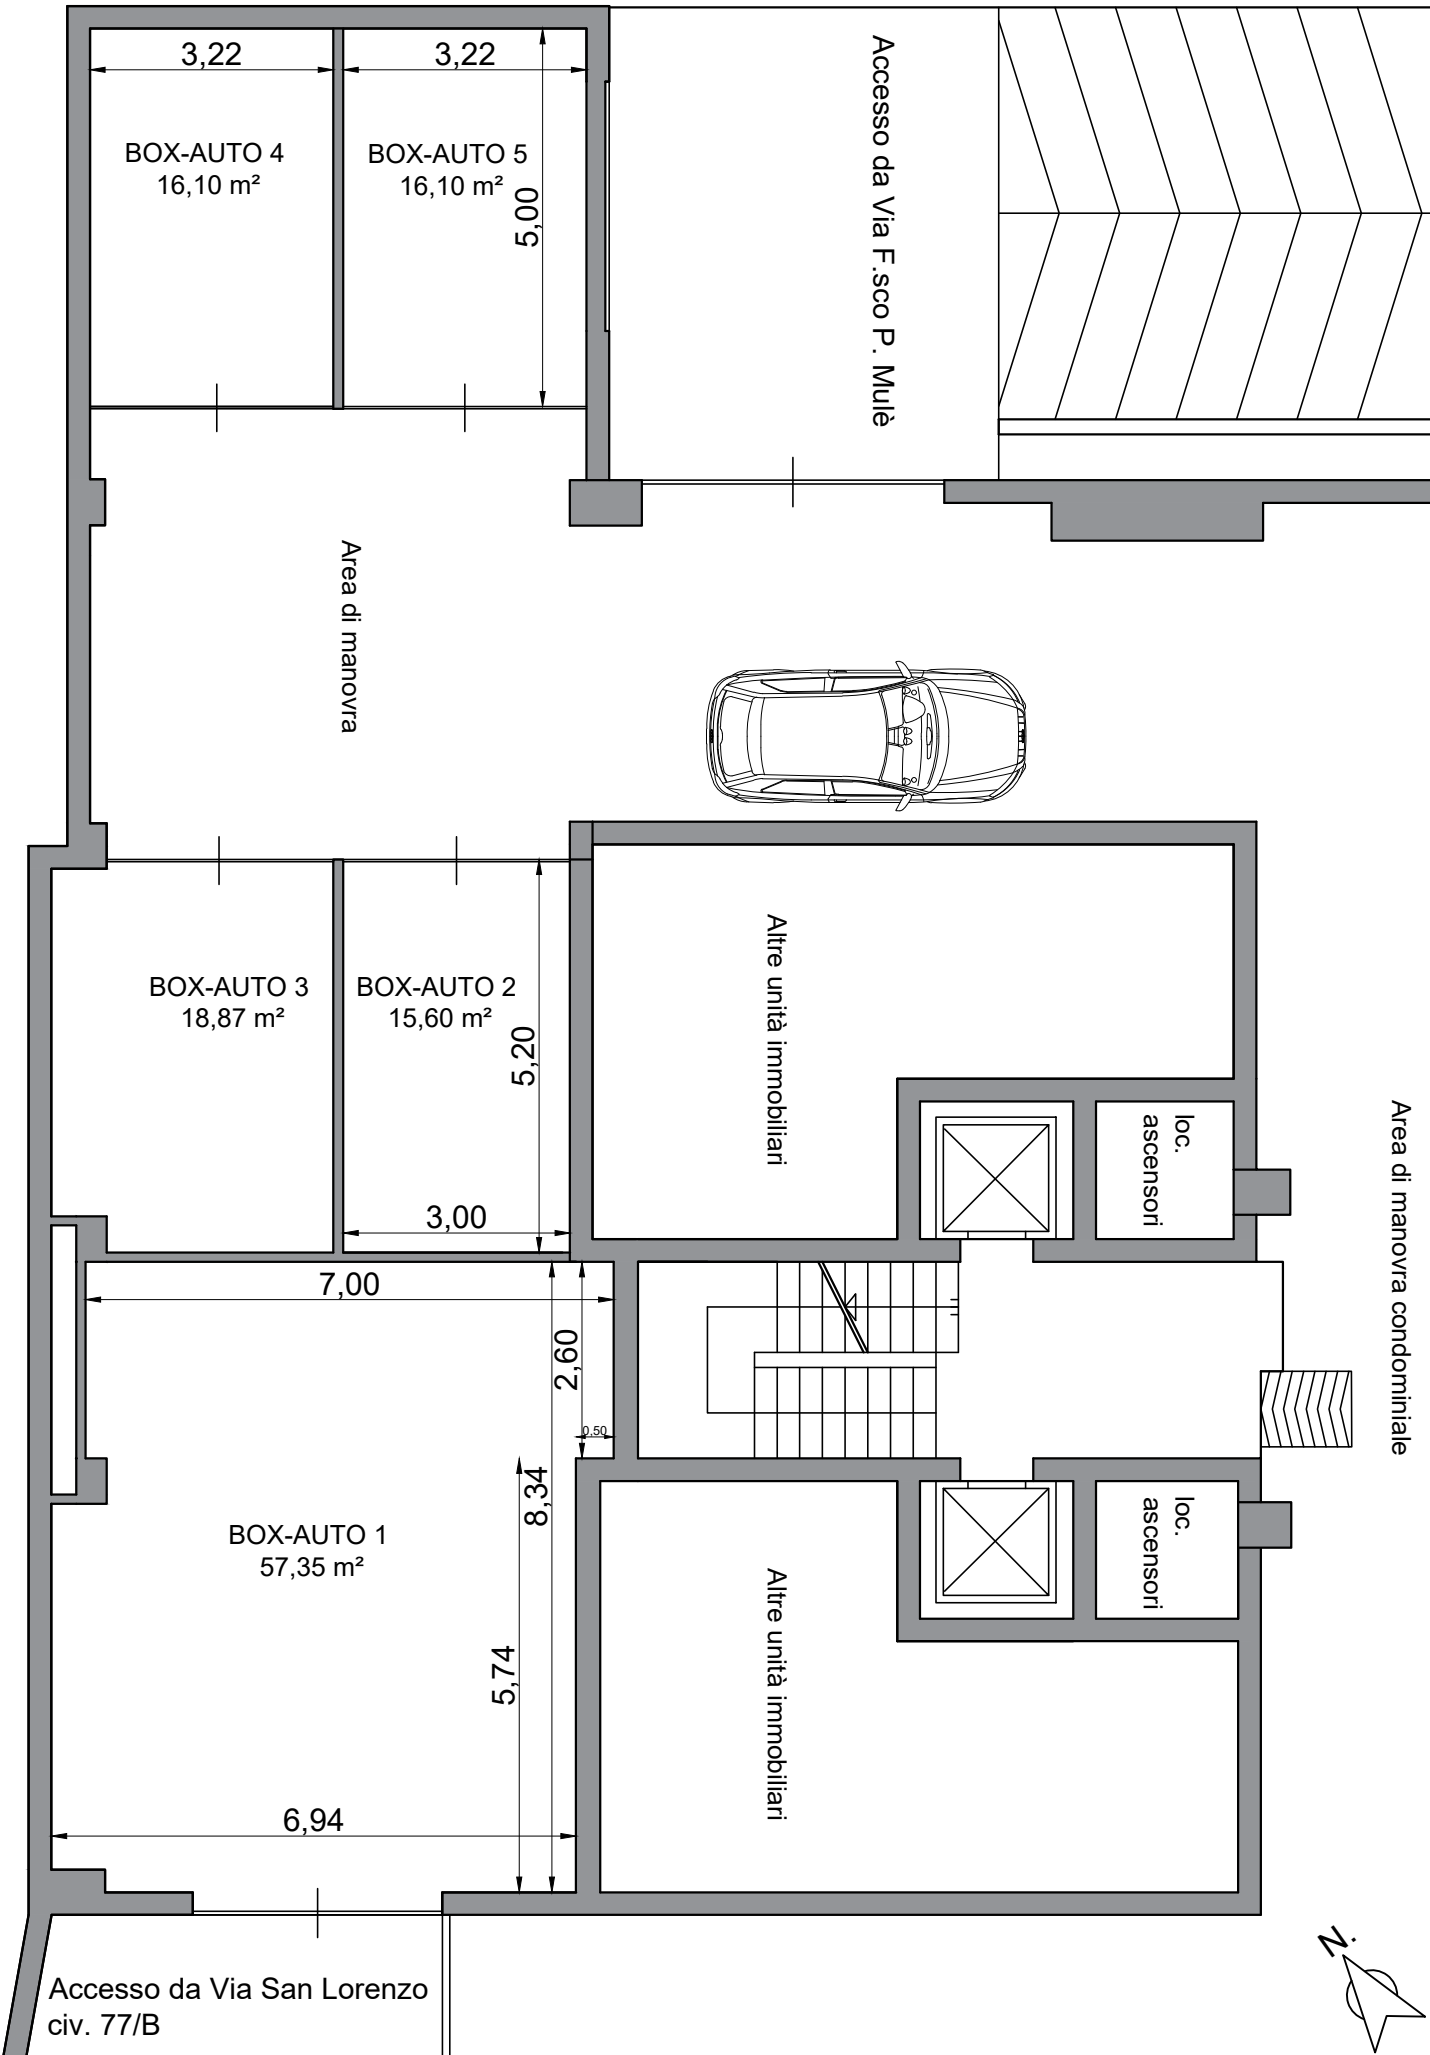 3,22
3,22
BOX-AUTO 4
16,10 m²
BOX-AUTO 5
16,10 m²
5,00
Accesso da Via F.sco P. Mulè
Area di manovra
BOX-AUTO 3
18,87 m²
BOX-AUTO 2
15,60 m²
5,20
3,00
Altre unità immobiliari
loc.
ascensori
Area di manovra condominiale
7,00
2,60
0,50
8,34
BOX-AUTO 1
57,35 m²
5,74
6,94
loc.
ascensori
Altre unità immobiliari
Accesso da Via San Lorenzo
civ. 77/B
N.